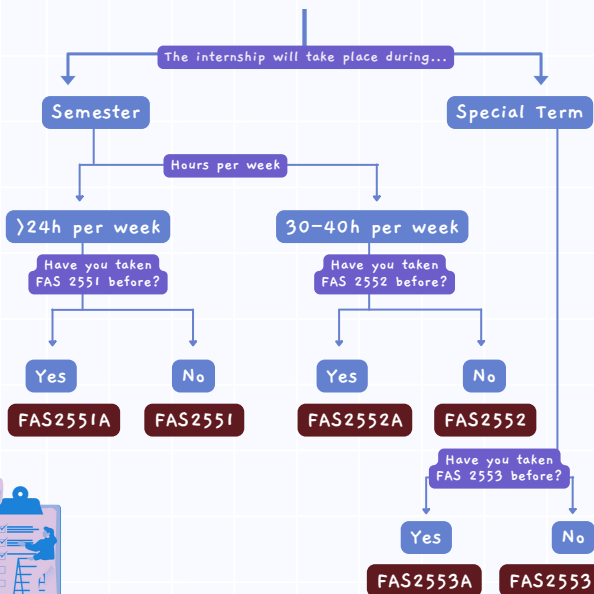 The internship will take place during...
Semester
Special Term
Hours per week
>24h per week
30-40h per week
Have you taken
FAS 2551 before?
Have you taken
FAS 2552 before?
Yes
No
Yes
No
FAS2551A
FAS2551
FAS2552A
FAS2552
Have you taken
FAS 2553 before?
Yes
No
FAS2553A
FAS2553